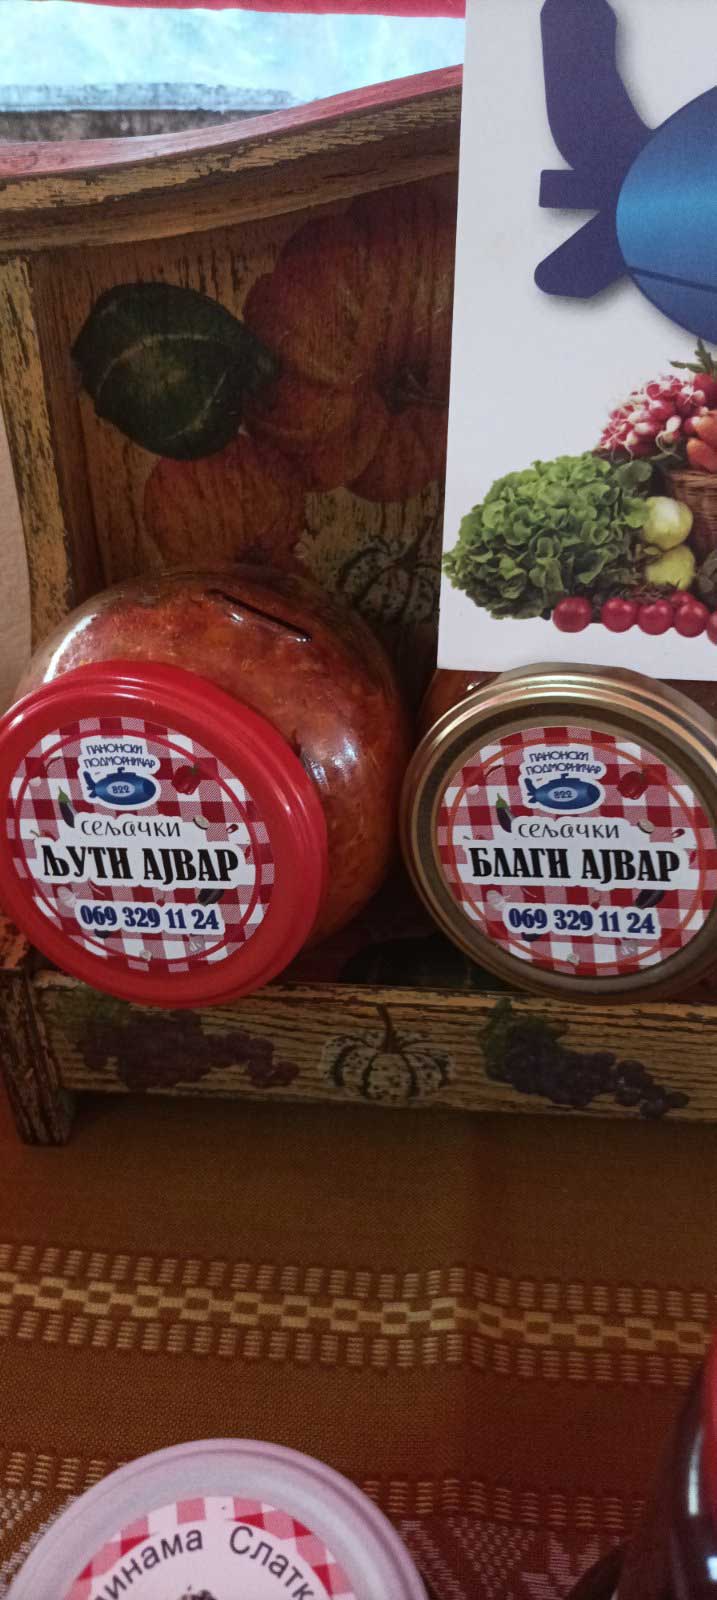 ПАНОНСКИ
ПОДМОРНИЧАР
822
сељачки
ЉУТИ АЈВАР
069 329 11 24
ПАНОНСКИ
ПОДМОРНИЧАР
822
сељачки
БЛАГИ АЈВАР
069 329 11 24